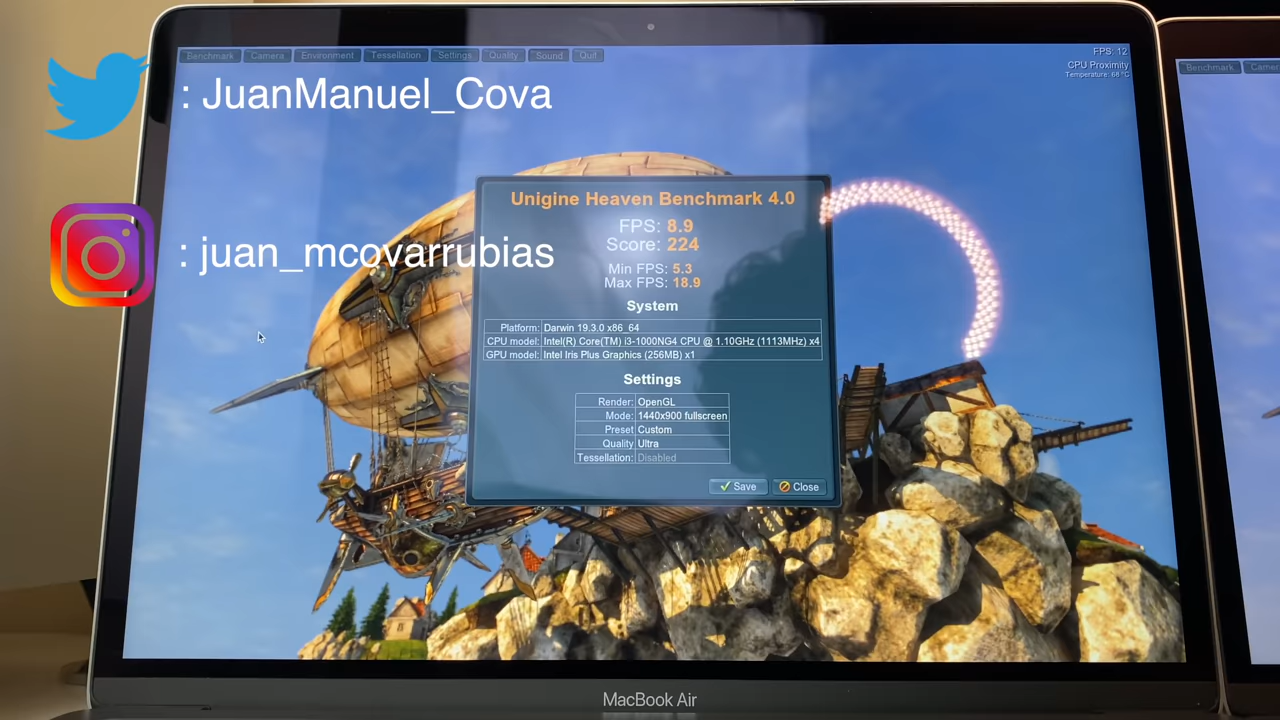 Benchmark Camera Environment Tessellation Settings Quality Sound Quit
FPS: 12
CPU Proximity
Temperature: 68 °C
Benchmark Camer
: JuanManuel_Cova
: juan_mcovarrubias
Unigine Heaven Benchmark 4.0
FPS: 8.9
Score: 224
Min FPS: 5.3
Max FPS: 18.9
System
Platform: Darwin 19.3.0 x86_64
CPU model: Intel(R) Core(TM) i3-1000NG4 CPU @ 1.10GHz (1113MHz) x4
GPU model: Intel Iris Plus Graphics (256MB) x1
Settings
Render: OpenGL
Mode: 1440x900 fullscreen
Preset Custom
Quality Ultra
Tessellation: Disabled
Save Close
MacBook Air